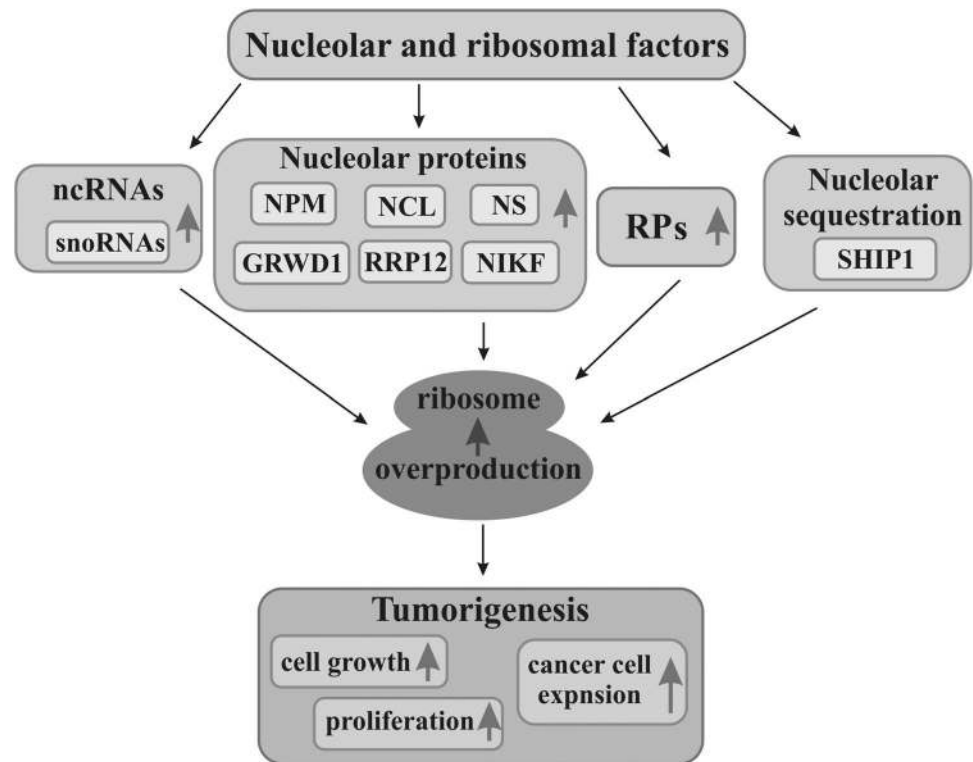 Nucleolar and ribosomal factors
ncRNAs
snoRNAs
Nucleolar proteins
NPM
NCL
NS
GRWD1
RRP12
NIKF
RPs
Nucleolar
sequestration
SHIP1
ribosome
overproduction
Tumorigenesis
cell growth
proliferation
cancer cell
expnsion